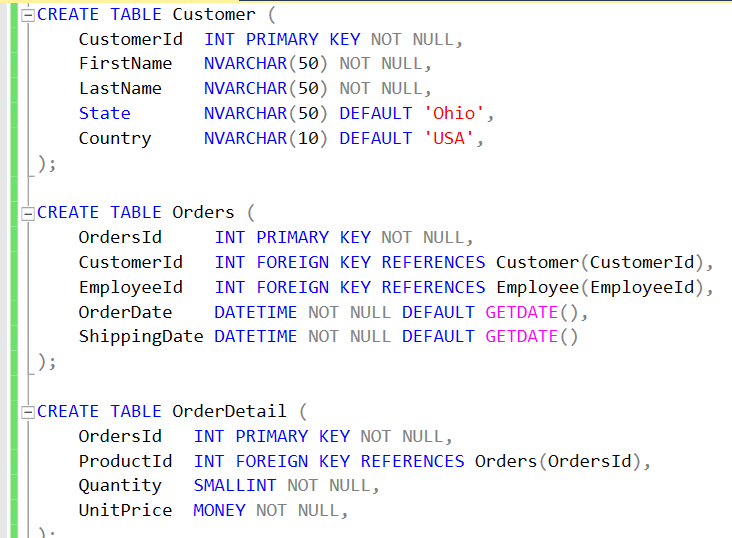 CREATE TABLE Customer (
CustomerId INT PRIMARY KEY NOT NULL,
FirstName NVARCHAR(50) NOT NULL,
LastName NVARCHAR(50) NOT NULL,
State NVARCHAR(50) DEFAULT 'Ohio',
Country NVARCHAR(10) DEFAULT 'USA',
);
CREATE TABLE Orders (
OrdersId INT PRIMARY KEY NOT NULL,
CustomerId INT FOREIGN KEY REFERENCES Customer(CustomerId),
EmployeeId INT FOREIGN KEY REFERENCES Employee(EmployeeId),
OrderDate DATETIME NOT NULL DEFAULT GETDATE(),
ShippingDate DATETIME NOT NULL DEFAULT GETDATE()
);
CREATE TABLE OrderDetail (
OrdersId INT PRIMARY KEY NOT NULL,
ProductId INT FOREIGN KEY REFERENCES Orders(OrdersId),
Quantity SMALLINT NOT NULL,
UnitPrice MONEY NOT NULL,
);